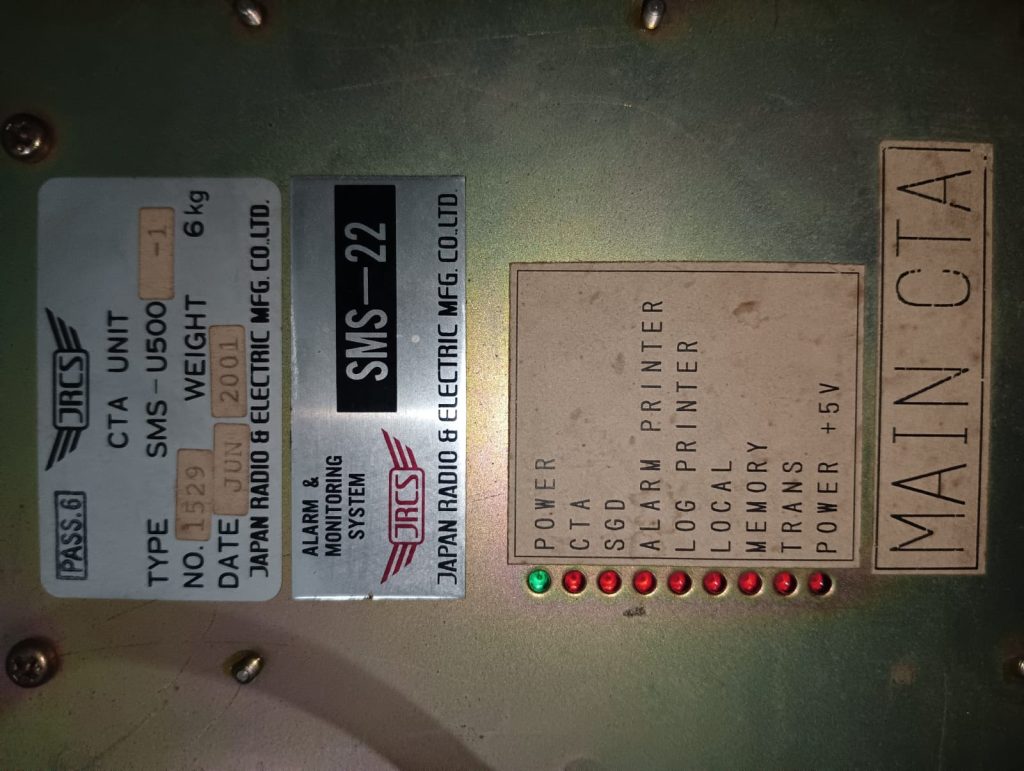 PASS.6
JRCS
CTA UNIT
TYPE SMS-U500 -1
NO. 1529 WEIGHT 6kg
DATE JUN 2001
JAPAN RADIO & ELECTRIC MFG. CO.,LTD.
ALARM &
MONITORING
SYSTEM
SMS-22
JRCS
JAPAN RADIO & ELECTRIC MFG. CO.,LTD.
POWER
CTA
SGD
ALARM PRINTER
LOG PRINTER
LOCAL
MEMORY
TRANS
POWER +5V
MAIN CTA